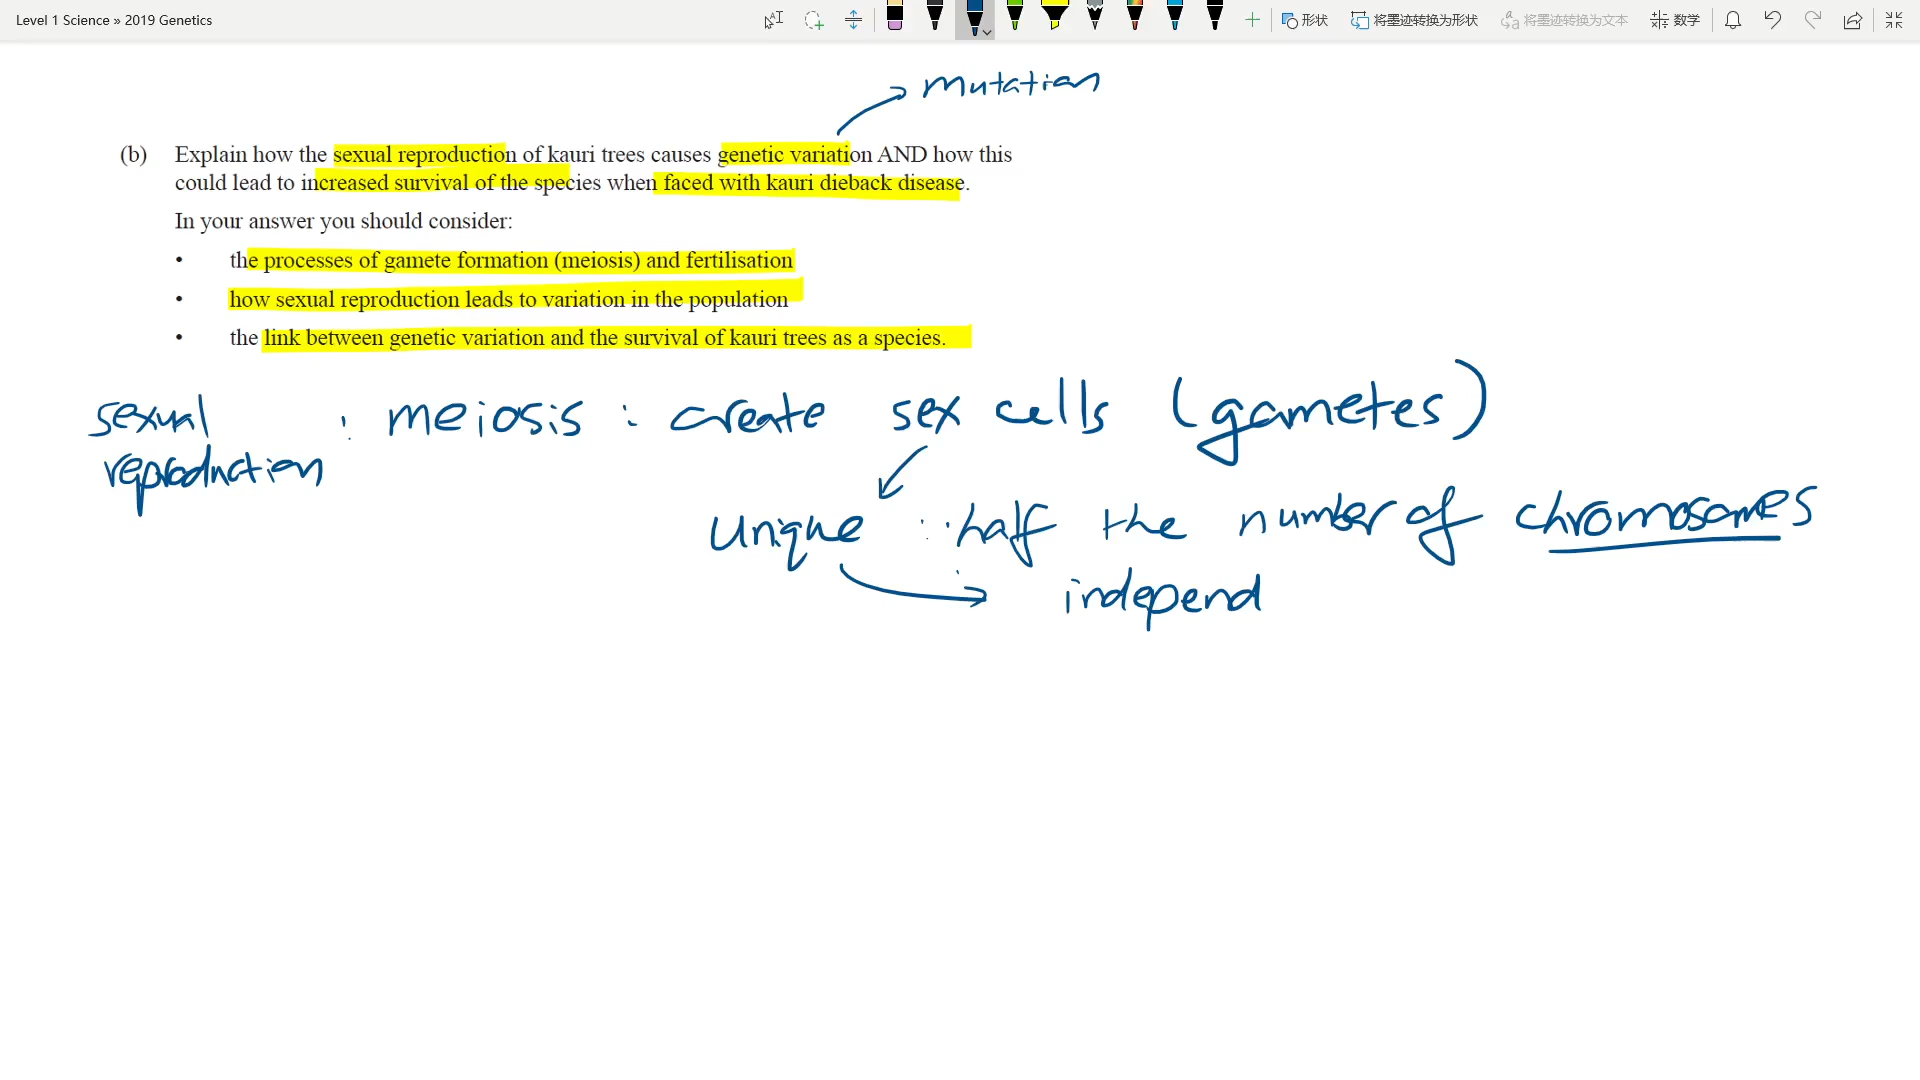 Level 1 Science » 2019 Genetics
形状 将墨迹转换为形状 将墨迹转换为文本 数学
mutation
(b) Explain how the sexual reproduction of kauri trees causes genetic variation AND how this
could lead to increased survival of the species when faced with kauri dieback disease.
In your answer you should consider:
• the processes of gamete formation (meiosis) and fertilisation
• how sexual reproduction leads to variation in the population
• the link between genetic variation and the survival of kauri trees as a species.
sexual : meiosis : create sex cells (gametes)
reproduction
unique : half the number of chromosomes
independ